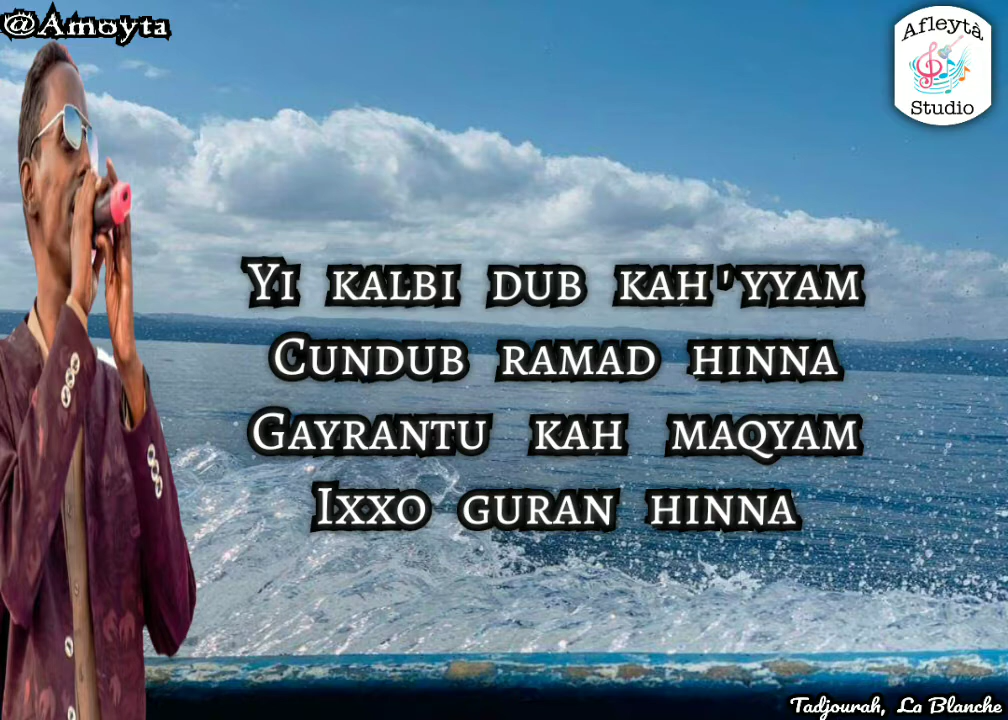 @Amoyta
Afleytà
Studio
Yi kalbi dub kah'yyam
Cundub ramad hinna
Gayrantu kah maqyam
Ixxo guran hinna
Tadjourah, La Blanche